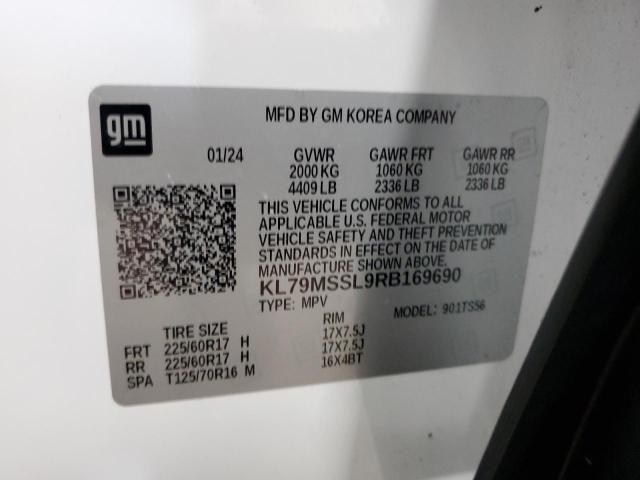 gm
MFD BY GM KOREA COMPANY
01/24 GVWR GAWR FRT GAWR RR
2000 KG 1060 KG 1060 KG
4409 LB 2336 LB 2336 LB
THIS VEHICLE CONFORMS TO ALL
APPLICABLE U.S. FEDERAL MOTOR
VEHICLE SAFETY AND THEFT PREVENTION
STANDARDS IN EFFECT ON THE DATE OF
MANUFACTURE SHOWN ABOVE.
KL79MSSL9RB169690
TYPE: MPV MODEL: 901TS56
TIRE SIZE RIM
FRT 225/60R17 H 17X7.5J
RR 225/60R17 H 17X7.5J
SPA T125/70R16 M 16X4BT